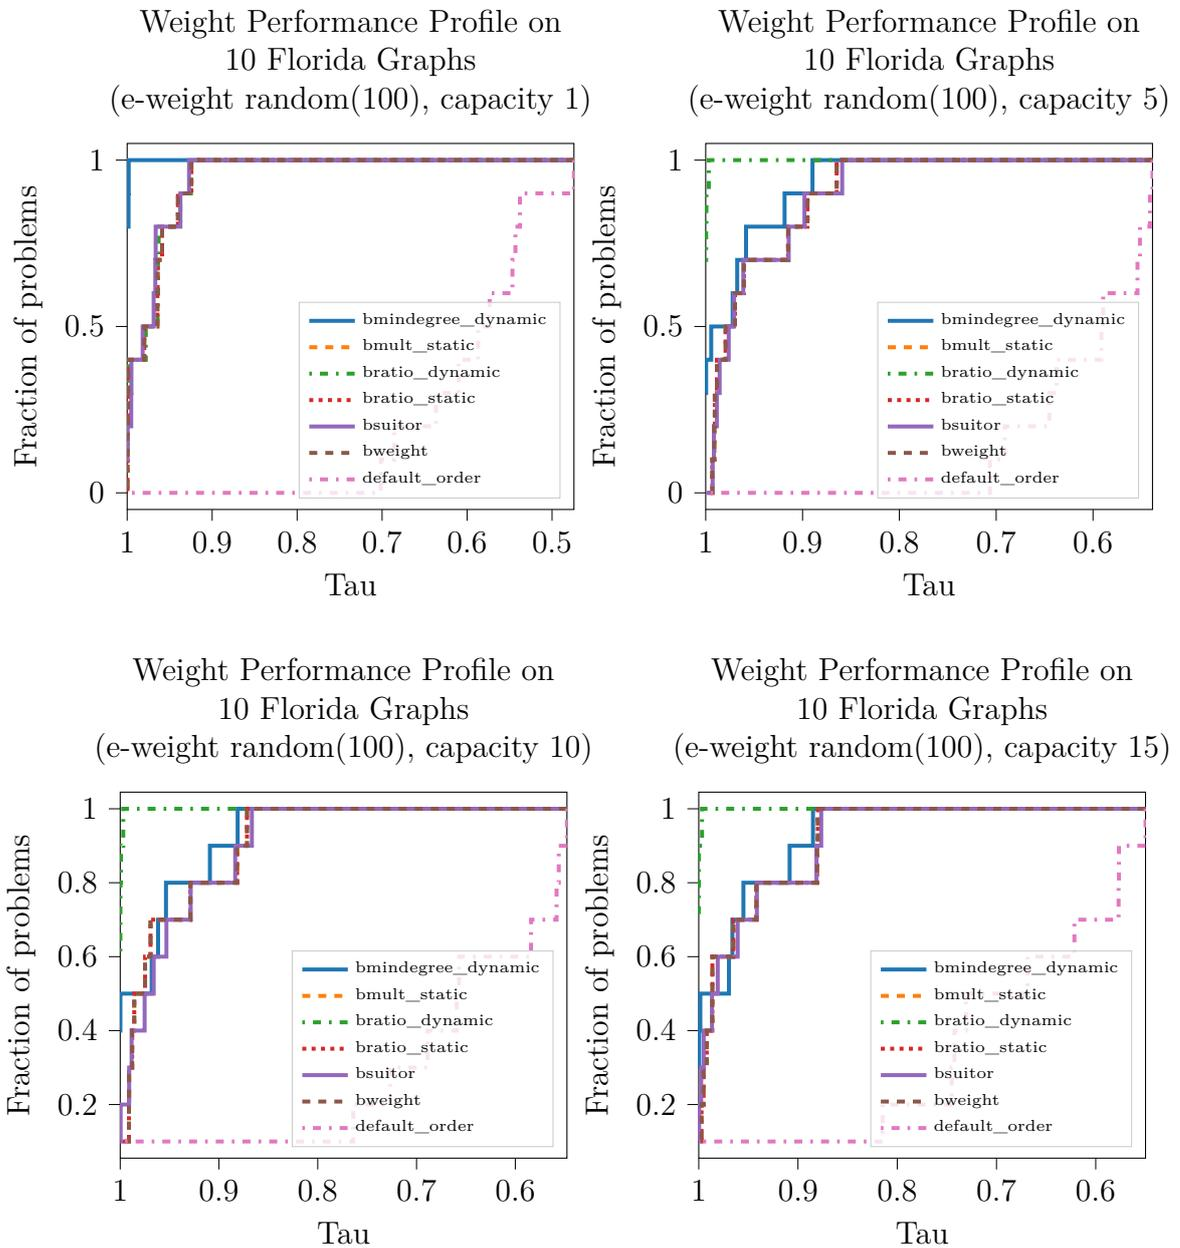 Weight Performance Profile on
10 Florida Graphs
(e-weight random(100), capacity 1)
Fraction of problems
1
0.5
0
bmindegree_dynamic
bmult_static
bratio_dynamic
bratio_static
bsuitor
bweight
default_order
1 0.9 0.8 0.7 0.6 0.5
Tau
Weight Performance Profile on
10 Florida Graphs
(e-weight random(100), capacity 5)
Fraction of problems
1
0.5
0
bmindegree_dynamic
bmult_static
bratio_dynamic
bratio_static
bsuitor
bweight
default_order
1 0.9 0.8 0.7 0.6
Tau
Weight Performance Profile on
10 Florida Graphs
(e-weight random(100), capacity 10)
Fraction of problems
1
0.8
0.6
0.4
0.2
bmindegree_dynamic
bmult_static
bratio_dynamic
bratio_static
bsuitor
bweight
default_order
1 0.9 0.8 0.7 0.6
Tau
Weight Performance Profile on
10 Florida Graphs
(e-weight random(100), capacity 15)
Fraction of problems
1
0.8
0.6
0.4
0.2
bmindegree_dynamic
bmult_static
bratio_dynamic
bratio_static
bsuitor
bweight
default_order
1 0.9 0.8 0.7 0.6
Tau